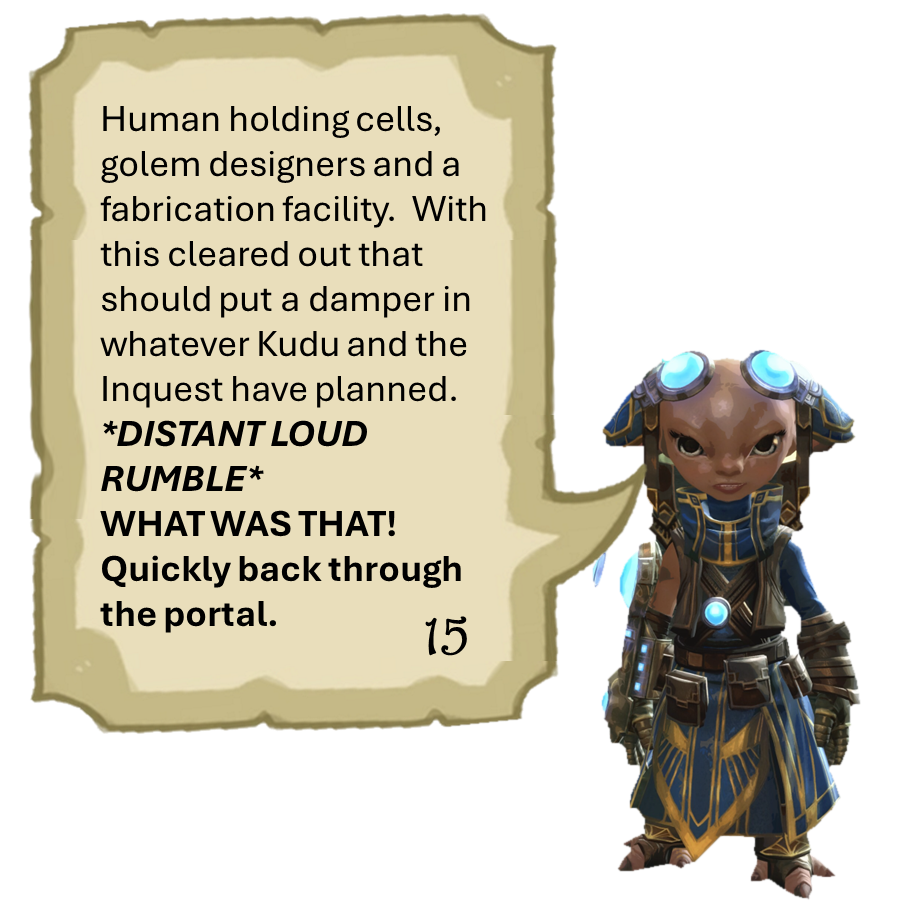 Human holding cells,
golem designers and a
fabrication facility.  With
this cleared out that
should put a damper in
whatever Kudu and the
Inquest have planned.
*DISTANT LOUD
RUMBLE*
WHAT WAS THAT!
Quickly back through
the portal.
15